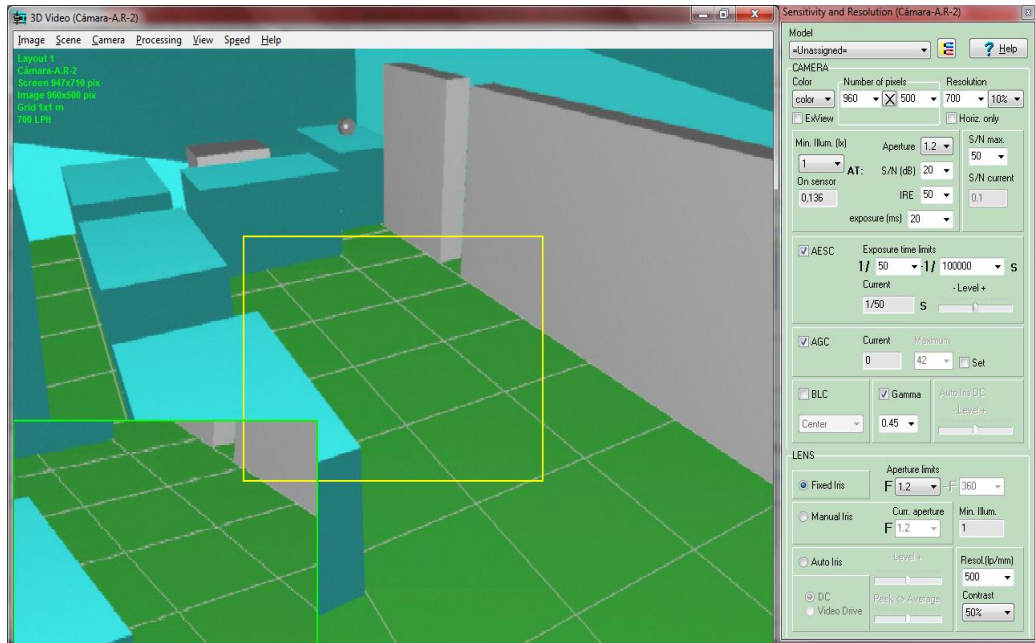 3D Video (Cámara-A.R-2)
Image Scene Camera Processing View Speed Help
Layout 1
Cámara-A.R-2
Screen 947x710 pix
Image 960x500 pix
Grid 1x1 m
700 LPH
Sensitivity and Resolution (Cámara-A.R-2)
Model
=Unassigned= ? Help
CAMERA
Color Number of pixels Resolution
color 960 X 500 700 10%
ExView Horiz. only
Min. Illum. (lx) Aperture 1.2 S/N max.
1 AT: S/N (dB) 20 50
On sensor S/N current
0,136 IRE 50 0.1
exposure (ms) 20
AESC Exposure time limits
1/ 50 -1/ 100000 s
Current - Level +
1/50 s
AGC Current Maximum
0 42 Set
BLC Gamma Auto Iris DC
- Level +
Center 0.45
LENS
Aperture limits
Fixed Iris F 1.2 -F 360
Manual Iris Curr. aperture Min. Illum.
F 1.2 1
Auto Iris - Level + Resol.(lp/mm)
500
DC Peek <> Average Contrast
Video Drive 50%